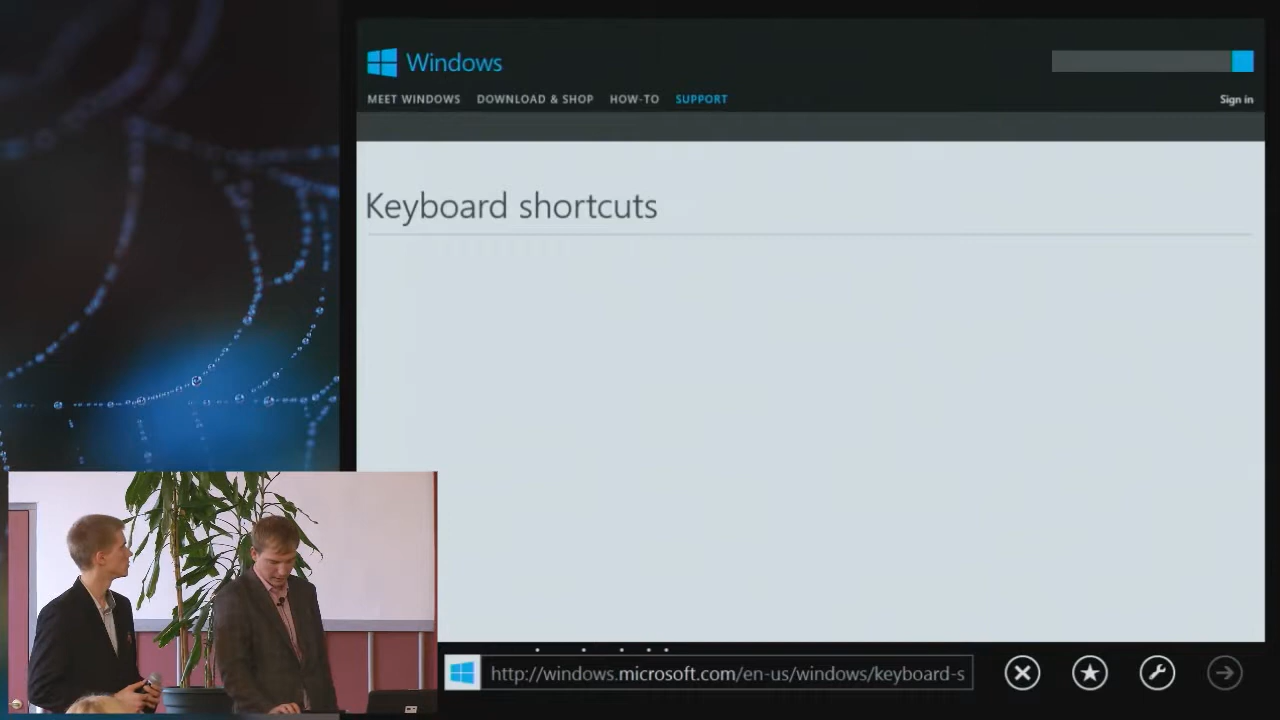 Windows
MEET WINDOWS DOWNLOAD & SHOP HOW-TO SUPPORT
Sign in
Keyboard shortcuts
http://windows.microsoft.com/en-us/windows/keyboard-s